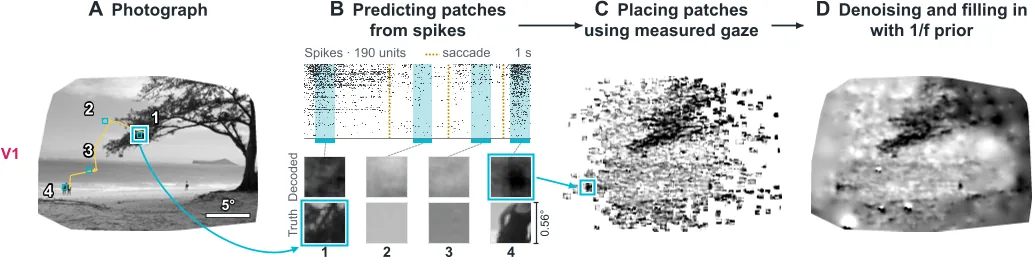 A Photograph
B Predicting patches
from spikes
C Placing patches
using measured gaze
D Denoising and filling in
with 1/f prior
Spikes · 190 units
saccade
1 s
V1
1
2
3
4
5°
Decoded
Truth
0.56°
1 2 3 4